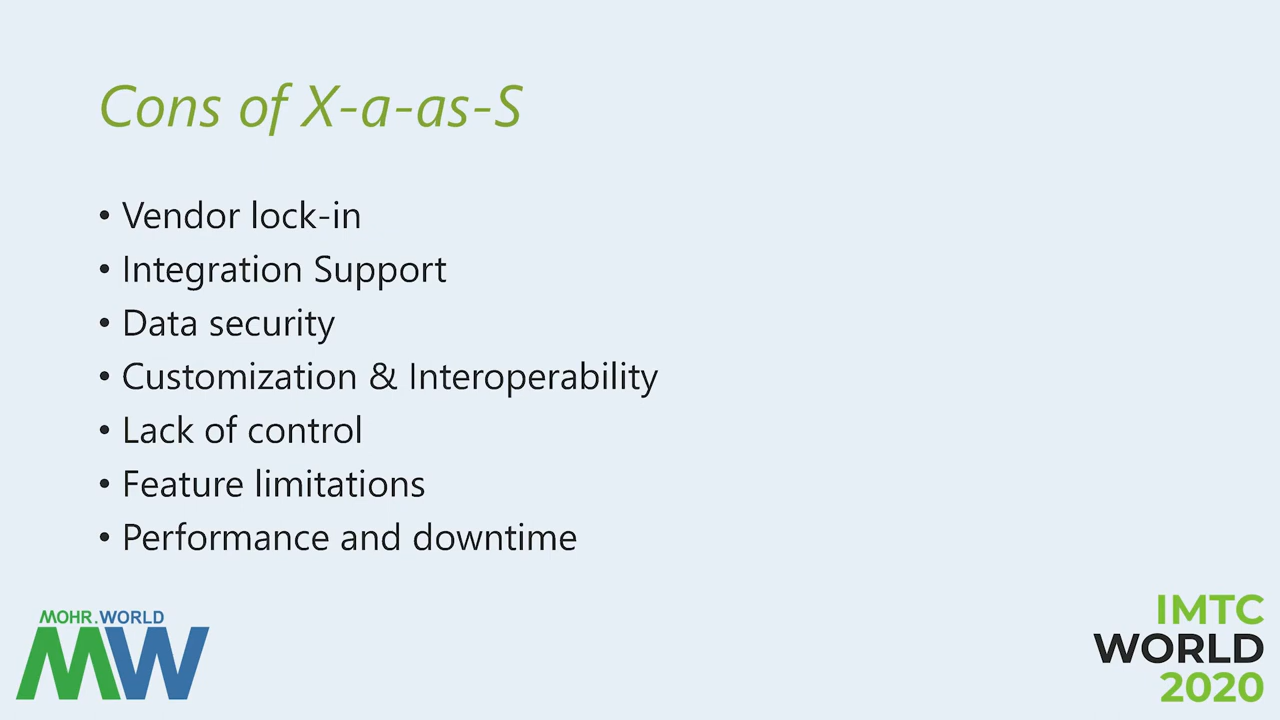 Cons of X-a-as-S
• Vendor lock-in
• Integration Support
• Data security
• Customization & Interoperability
• Lack of control
• Feature limitations
• Performance and downtime
MOHR.WORLD
MW
IMTC
WORLD
2020